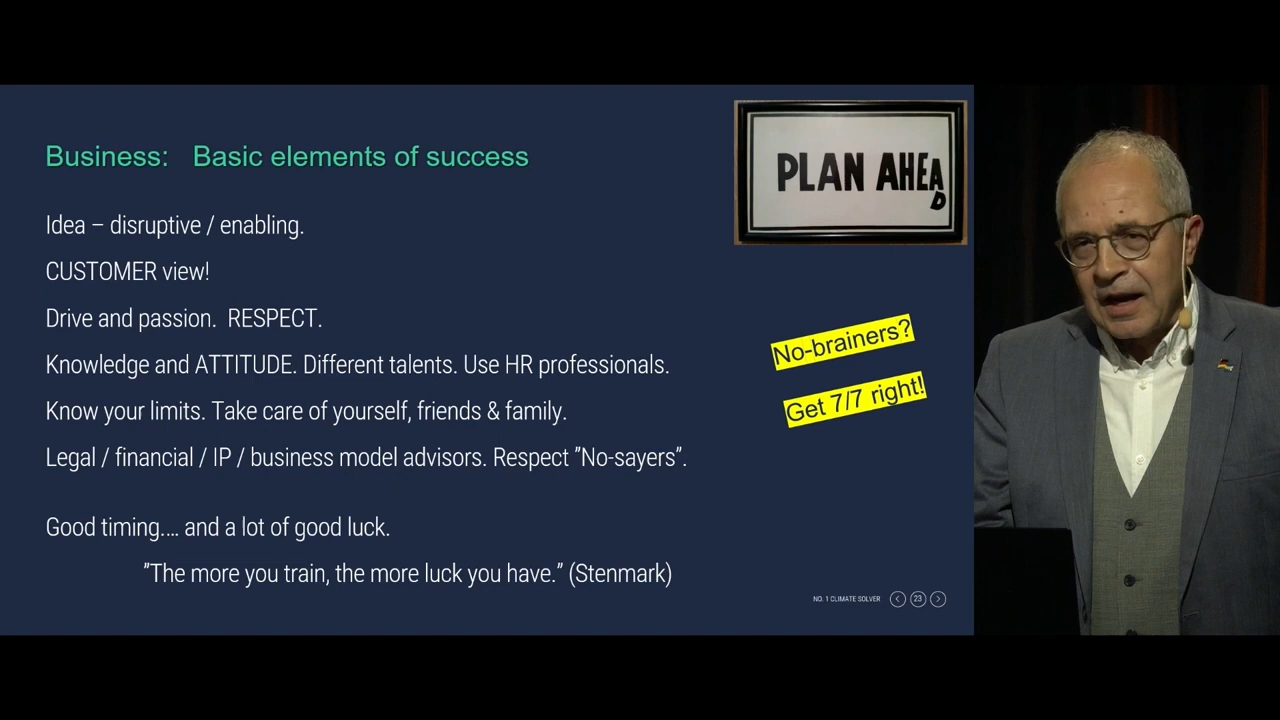 Business: Basic elements of success
Idea – disruptive / enabling.
CUSTOMER view!
Drive and passion. RESPECT.
Knowledge and ATTITUDE. Different talents. Use HR professionals.
Know your limits. Take care of yourself, friends & family.
Legal / financial / IP / business model advisors. Respect ”No-sayers”.
Good timing.... and a lot of good luck.
”The more you train, the more luck you have.” (Stenmark)
PLAN AHEAD
No-brainers?
Get 7/7 right!
NO. 1 CLIMATE SOLVER < 23 >